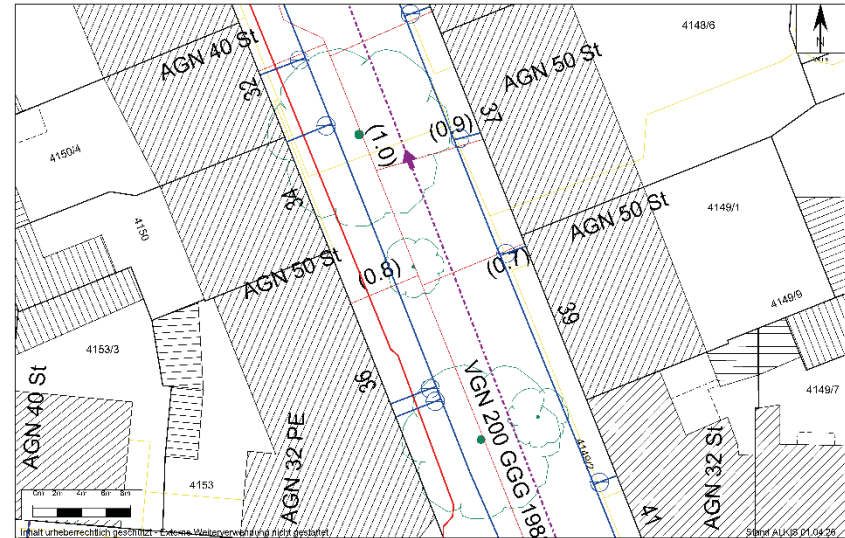 AGN 40 St
4148/6
N
32
AGN 50 St
37
(0.9)
(1.0)
4150/4
34
4150
AGN 50 St
AGN 50 St
4149/1
(0.8)
(0.7)
39
4149/9
4153/3
36
AGN 40 St
VGN 200 GGG 198
4149/7
AGN 32 PE
4149/2
AGN 32 St
4153
41
0m 2m 4m 6m 8m
Inhalt urheberrechtlich geschützt - Externe Weiterverwendung nicht gestattet
Stand ALKIS 01.04.26